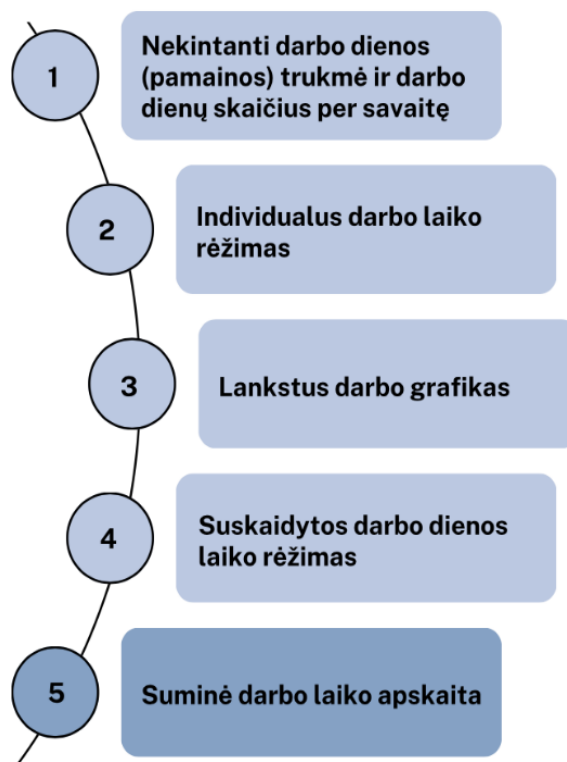 1
Nekintanti darbo dienos
(pamainos) trukmė ir darbo
dienų skaičius per savaitę
2
Individualus darbo laiko
rėžimas
3
Lankstus darbo grafikas
4
Suskaidytos darbo dienos
laiko rėžimas
5
Suminė darbo laiko apskaita